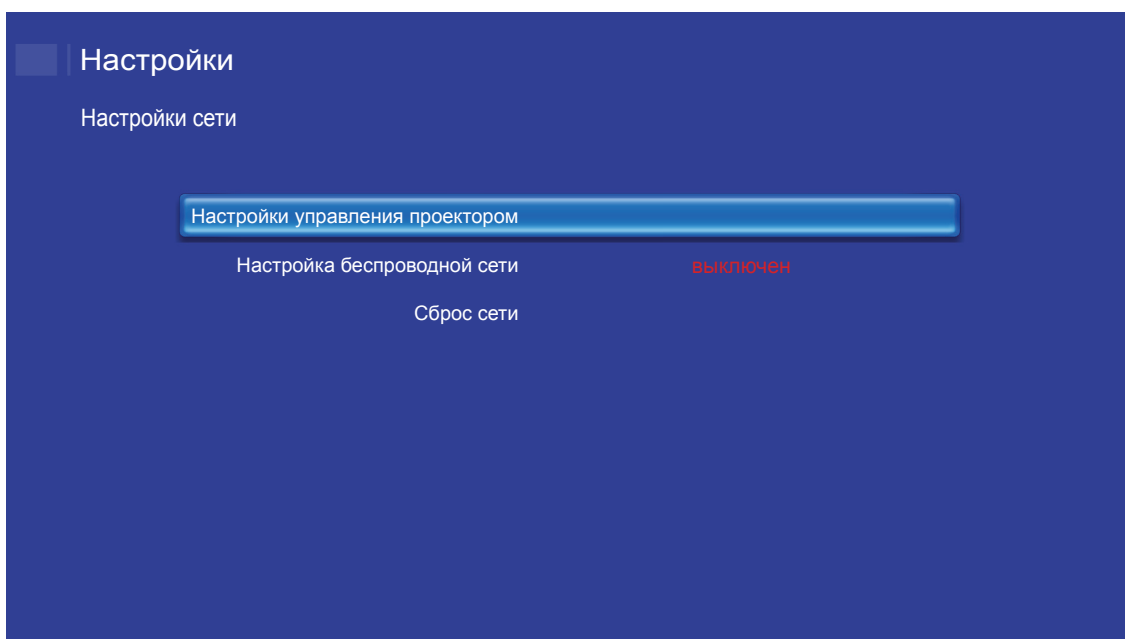 Настройки
Настройки сети
Настройки управления проектором
Настройка беспроводной сети выключен
Сброс сети